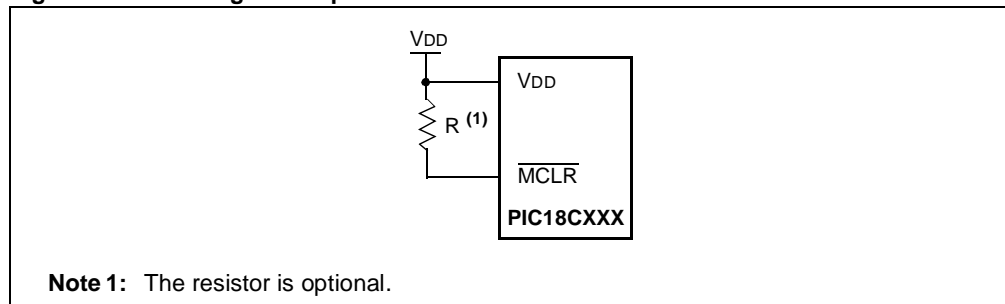 VDD
VDD
R (1)
MCLR
PIC18CXXX
Note 1: The resistor is optional.